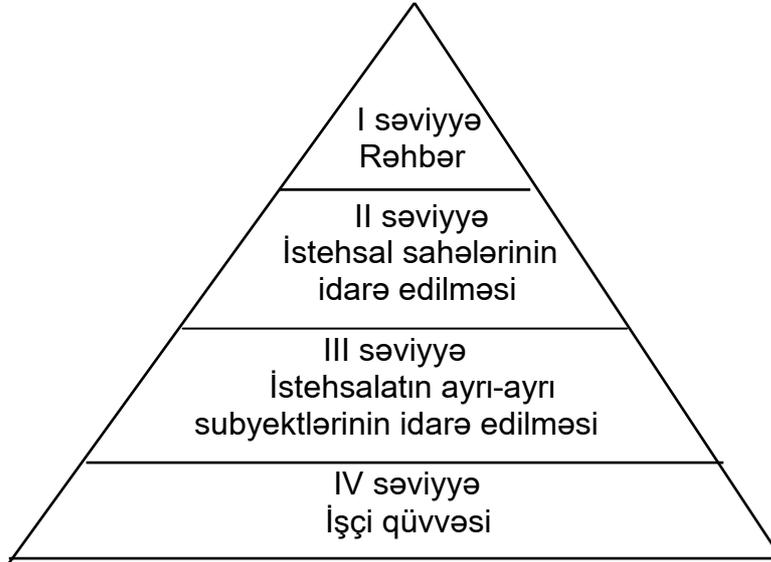 I səviyyə
Rəhbər
II səviyyə
İstehsal sahələrinin
idarə edilməsi
III səviyyə
İstehsalatın ayrı-ayrı
subyektlərinin idarə edilməsi
IV səviyyə
İşçi qüvvəsi